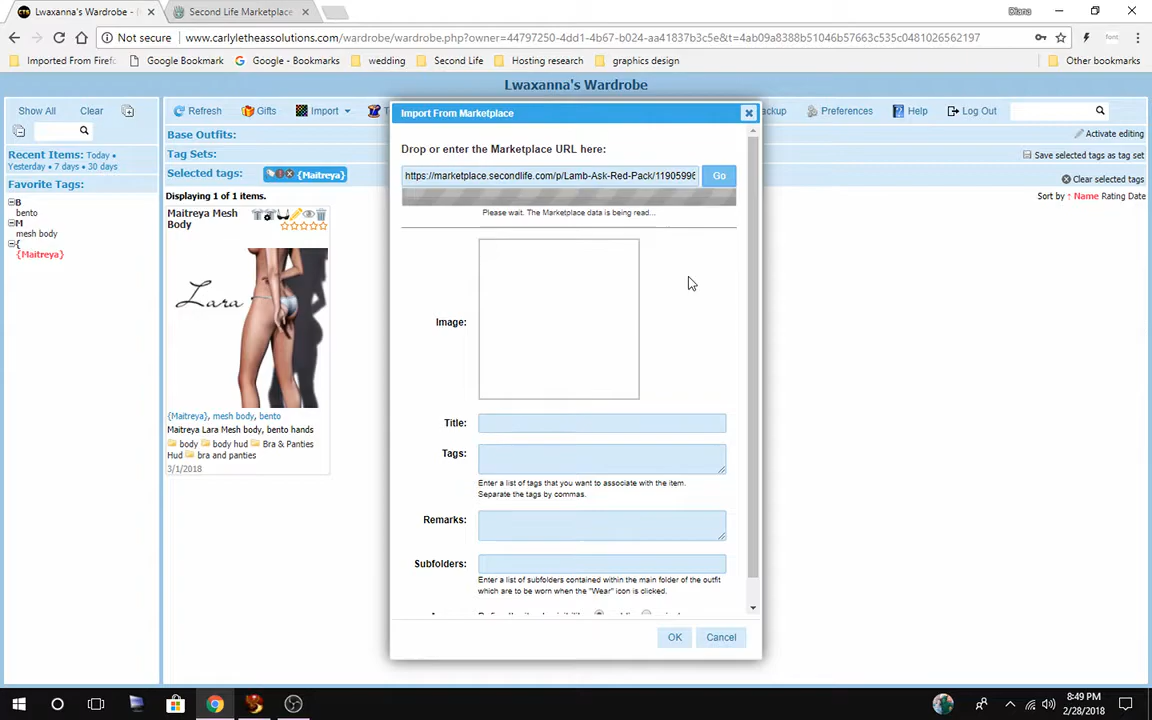 Lwaxanna's Wardrobe - (
Second Life Marketplace
Diana
Not secure
www.carlyletheassolutions.com/wardrobe/wardrobe.php?owner=44797250-4dd1-4b67-b024-aa41837b3c5e&t=4ab09a8388b51046b57663c535c0481026562197
Imported From Firef
Google Bookmark
Google - Bookmarks
wedding
Second Life
Hosting research
graphics design
Other bookmarks
Lwaxanna's Wardrobe
Show All
Clear
Refresh
Gifts
Import
ackup
Preferences
Help
Log Out
Recent Items: Today •
Yesterday • 7 days • 30 days
Favorite Tags:
B
bento
M
mesh body
{
{Maitreya}
Base Outfits:
Activate editing
Tag Sets:
Save selected tags as tag set
Selected tags:
{Maitreya}
Clear selected tags
Displaying 1 of 1 items.
Sort by ↑ Name Rating Date
Maitreya Mesh
Body
Lara
{Maitreya}, mesh body, bento
Maitreya Lara Mesh body, bento hands
body body hud Bra & Panties
Hud bra and panties
3/1/2018
Import From Marketplace
Drop or enter the Marketplace URL here:
https://marketplace.secondlife.com/p/Lamb-Ask-Red-Pack/11905996
Go
Please wait. The Marketplace data is being read...
Image:
Title:
Tags:
Enter a list of tags that you want to associate with the item.
Separate the tags by commas.
Remarks:
Subfolders:
Enter a list of subfolders contained within the main folder of the outfit
which are to be worn when the "Wear" icon is clicked.
OK
Cancel
8:49 PM
2/28/2018